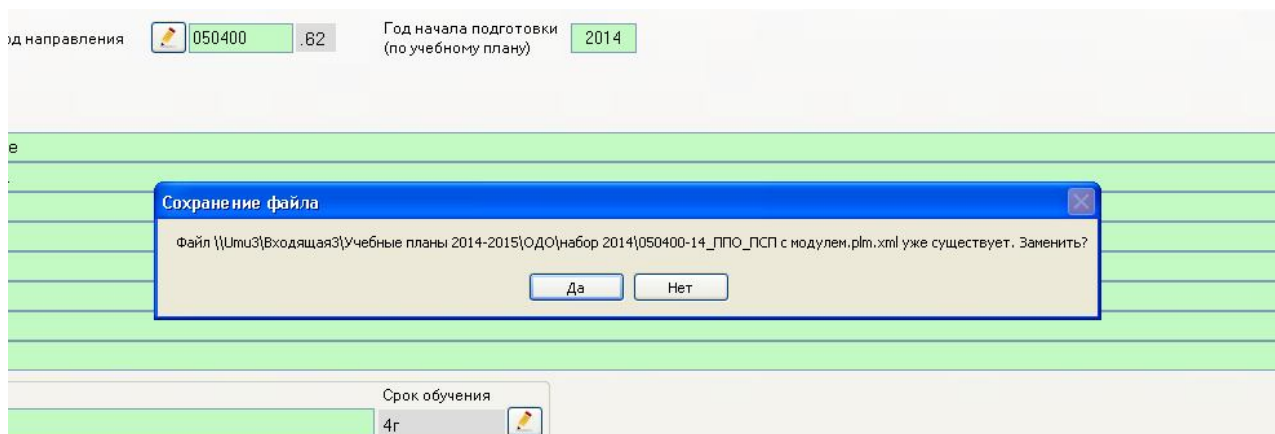 од направления
050400
.62
Год начала подготовки
(по учебному плану)
2014
е
Сохранение файла
Файл \\Umu3\Входящая3\Учебные планы 2014-2015\ОДО\набор 2014\050400-14_ППО_ПСП с модулем.plm.xml уже существует. Заменить?
Да
Нет
Срок обучения
4г